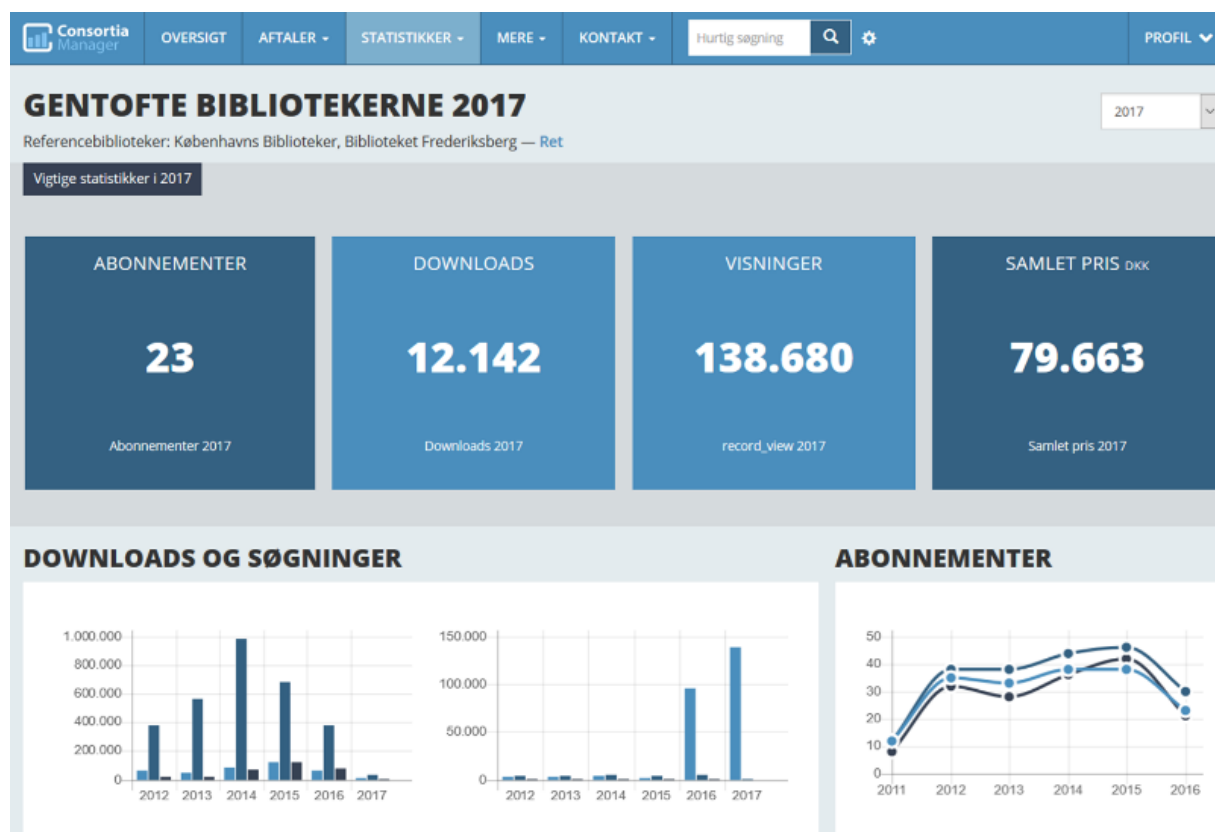 Consortia
Manager
OVERSIGT
AFTALER
STATISTIKKER
MERE
KONTAKT
Hurtig søgning
PROFIL
GENTOFTE BIBLIOTEKERNE 2017
2017
Referencebiblioteker: Københavns Biblioteker, Biblioteket Frederiksberg — Ret
Vigtige statistikker i 2017
ABONNEMENTER
23
Abonnementer 2017
DOWNLOADS
12.142
Downloads 2017
VISNINGER
138.680
record_view 2017
SAMLET PRIS DKK
79.663
Samlet pris 2017
DOWNLOADS OG SØGNINGER
1.000.000
800.000
600.000
400.000
200.000
0
2012 2013 2014 2015 2016 2017
150.000
100.000
50.000
0
2012 2013 2014 2015 2016 2017
ABONNEMENTER
50
40
30
20
10
0
2011 2012 2013 2014 2015 2016